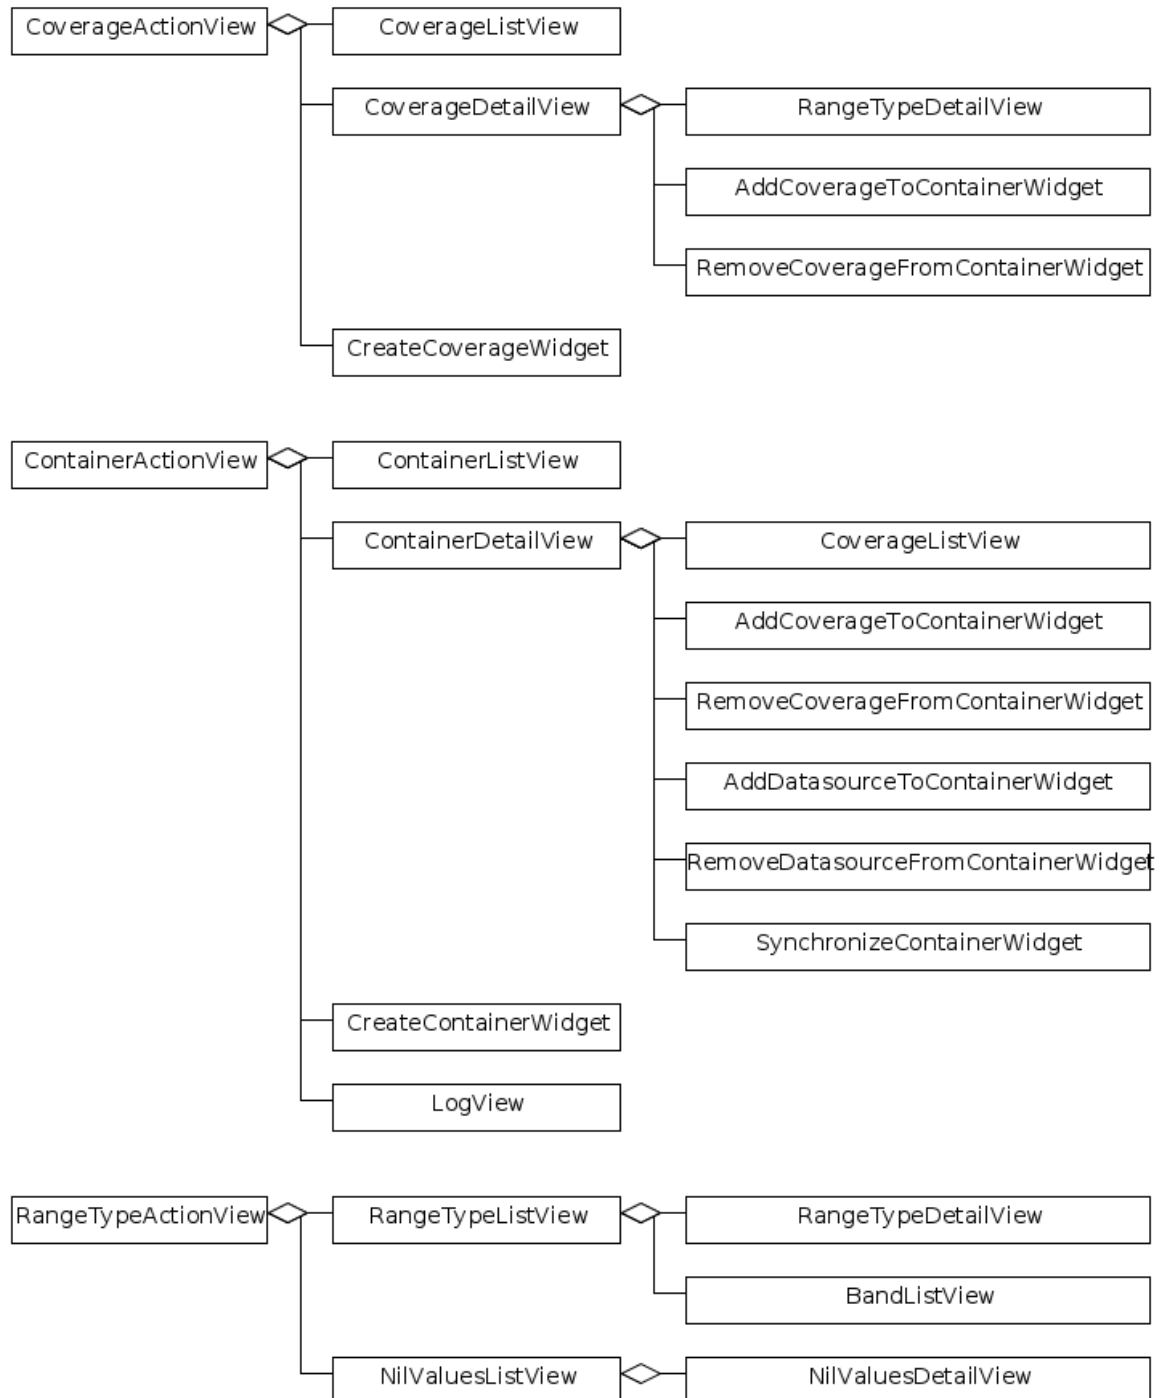 CoverageActionView
CoverageListView
CoverageDetailView
RangeTypeDetailView
AddCoverageToContainerWidget
RemoveCoverageFromContainerWidget
CreateCoverageWidget
ContainerActionView
ContainerListView
ContainerDetailView
CoverageListView
AddCoverageToContainerWidget
RemoveCoverageFromContainerWidget
AddDatasourceToContainerWidget
RemoveDatasourceFromContainerWidget
SynchronizeContainerWidget
CreateContainerWidget
LogView
RangeTypeActionView
RangeTypeListView
RangeTypeDetailView
BandListView
NilValuesListView
NilValuesDetailView